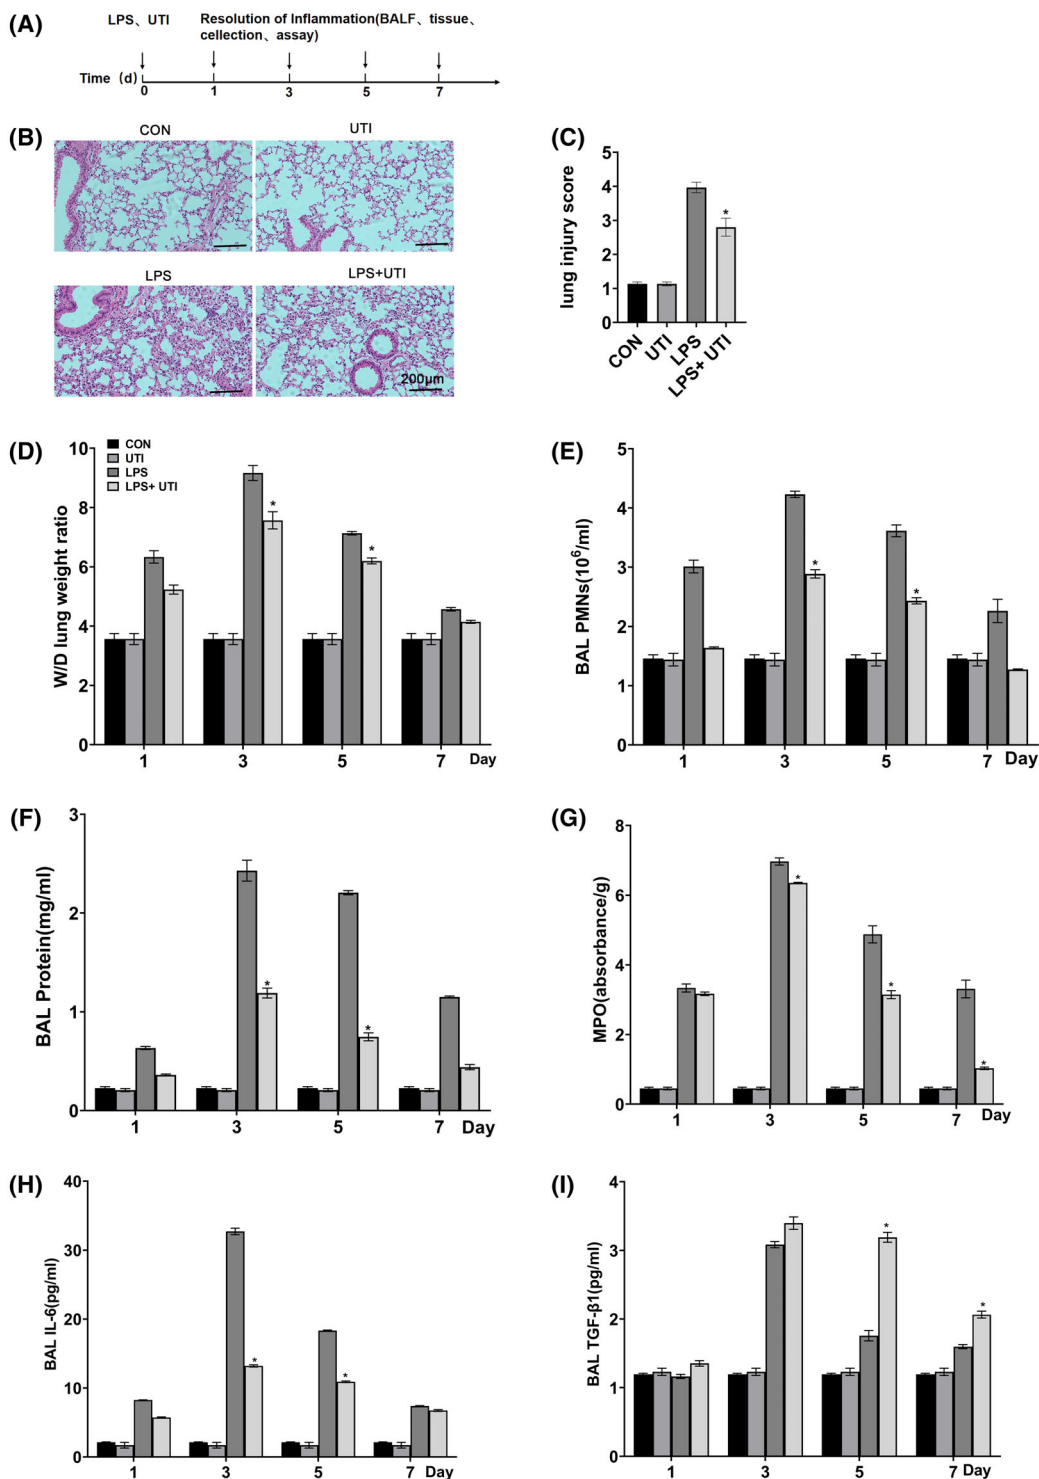 (A)
LPS、UTI
Resolution of Inflammation(BALF、tissue、
cellection、assay)
Time (d)
0 1 3 5 7
(B)
CON UTI
LPS LPS+UTI
200μm
(C)
lung injury score
5
4
3
2
1
0
CON UTI LPS LPS+ UTI
(D)
CON
UTI
LPS
LPS+ UTI
W/D lung weight ratio
10
8
6
4
2
0
*
*
1 3 5 7 Day
(E)
BAL PMNs(10⁶/ml)
5
4
3
2
1
0
*
*
1 3 5 7 Day
(F)
BAL Protein(mg/ml)
3
2
1
0
*
*
1 3 5 7 Day
(G)
MPO(absorbance/g)
8
6
4
2
0
*
*
*
1 3 5 7 Day
(H)
BAL IL-6(pg/ml)
40
30
20
10
0
*
*
1 3 5 7 Day
(I)
BAL TGF-β1(pg/ml)
4
3
2
1
0
*
*
1 3 5 7 Day